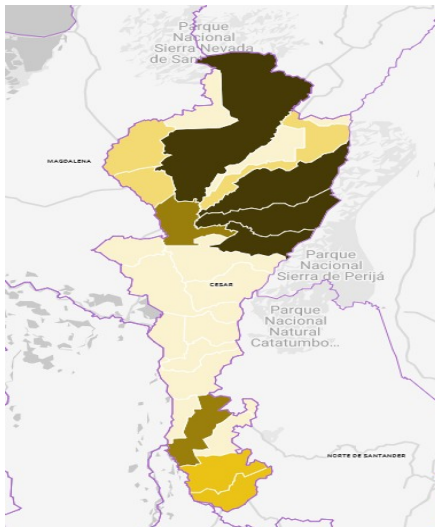 Parque
Nacional
Sierra Nevada
de San
MAGDALENA
Parque
Nacional
Sierra de Perijá
CESAR
Parque
Nacional
Natural
Catatumbo...
NORTE DE SANTANDER